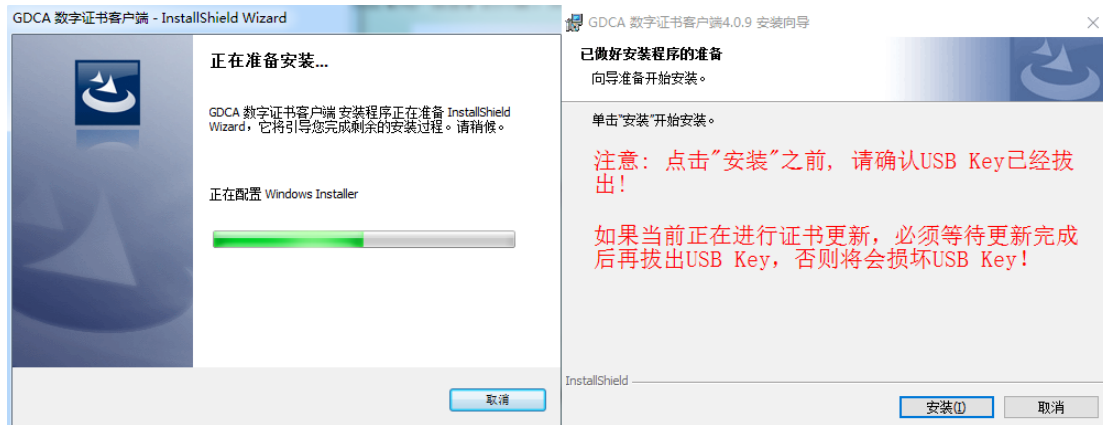 GDCA 数字证书客户端 - InstallShield Wizard
正在准备安装...
GDCA 数字证书客户端 安装程序正在准备 InstallShield
Wizard，它将引导您完成剩余的安装过程。请稍候。
正在配置 Windows Installer
取消
GDCA 数字证书客户端4.0.9 安装向导
已做好安装程序的准备
向导准备开始安装。
单击"安装"开始安装。
注意: 点击"安装"之前, 请确认USB Key已经拔
出!
如果当前正在进行证书更新，必须等待更新完成
后再拔出USB Key，否则将会损坏USB Key!
InstallShield
安装(I)
取消